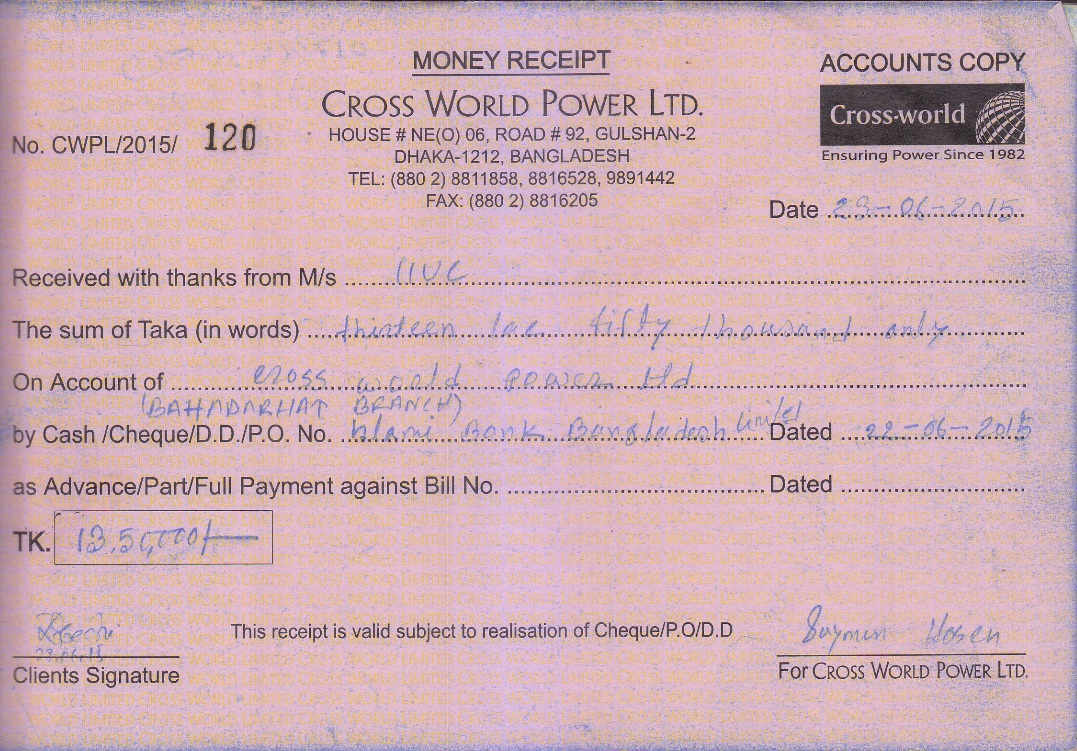 MONEY RECEIPT
ACCOUNTS COPY
CROSS WORLD POWER LTD.
Cross-world
Ensuring Power Since 1982
No. CWPL/2015/ 120
HOUSE # NE(O) 06, ROAD # 92, GULSHAN-2
DHAKA-1212, BANGLADESH
TEL: (880 2) 8811858, 8816528, 9891442
FAX: (880 2) 8816205
Date 23-06-2015
Received with thanks from M/s IIUC
The sum of Taka (in words) thirteen lac fifty thousand only
On Account of cross world power ltd
(BAHADARHAT BRANCH)
by Cash /Cheque/D.D./P.O. No. Islami Bank Bangladesh limited Dated 22-06-2015
as Advance/Part/Full Payment against Bill No. Dated
TK. 13,50,000/-
23.06.15
Clients Signature
This receipt is valid subject to realisation of Cheque/P.O/D.D
Suymun Hosen
For CROSS WORLD POWER LTD.